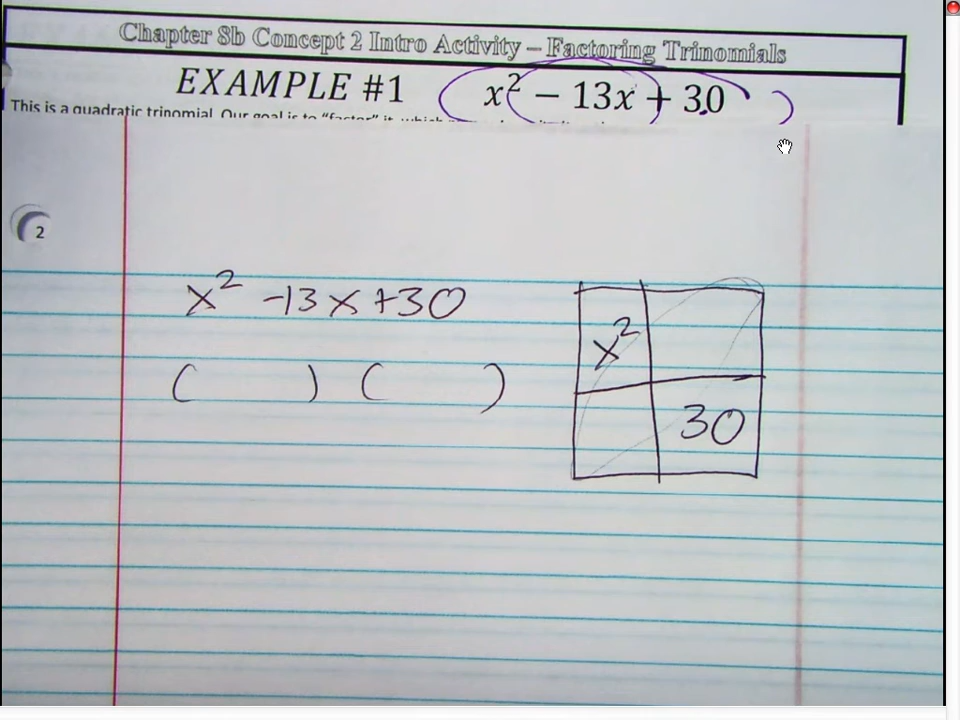 Chapter 8b Concept 2 Intro Activity – Factoring Trinomials
EXAMPLE #1 x² − 13x + 30
This is a quadratic trinomial. Our goal is to "factor" it, which
2
x² -13x +30
( ) ( )
x²
30